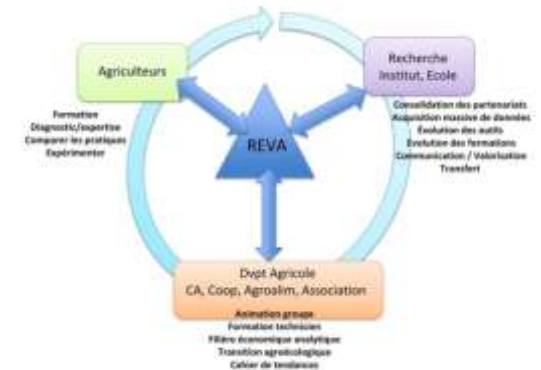 Agriculteurs
Formation
Diagnostic/expertise
Comparer les pratiques
Expérimenter
Recherche
Institut, Ecole
Consolidation des partenariats
Acquisition massive de données
Évolution des outils
Evolution des formations
Communication / Valorisation
Transfert
REVA
Dvpt Agricole
CA, Coop, Agroalim, Association
Animation groupe
Formation technicien
Filière économique analytique
Transition agroécologique
Cahier de tendances